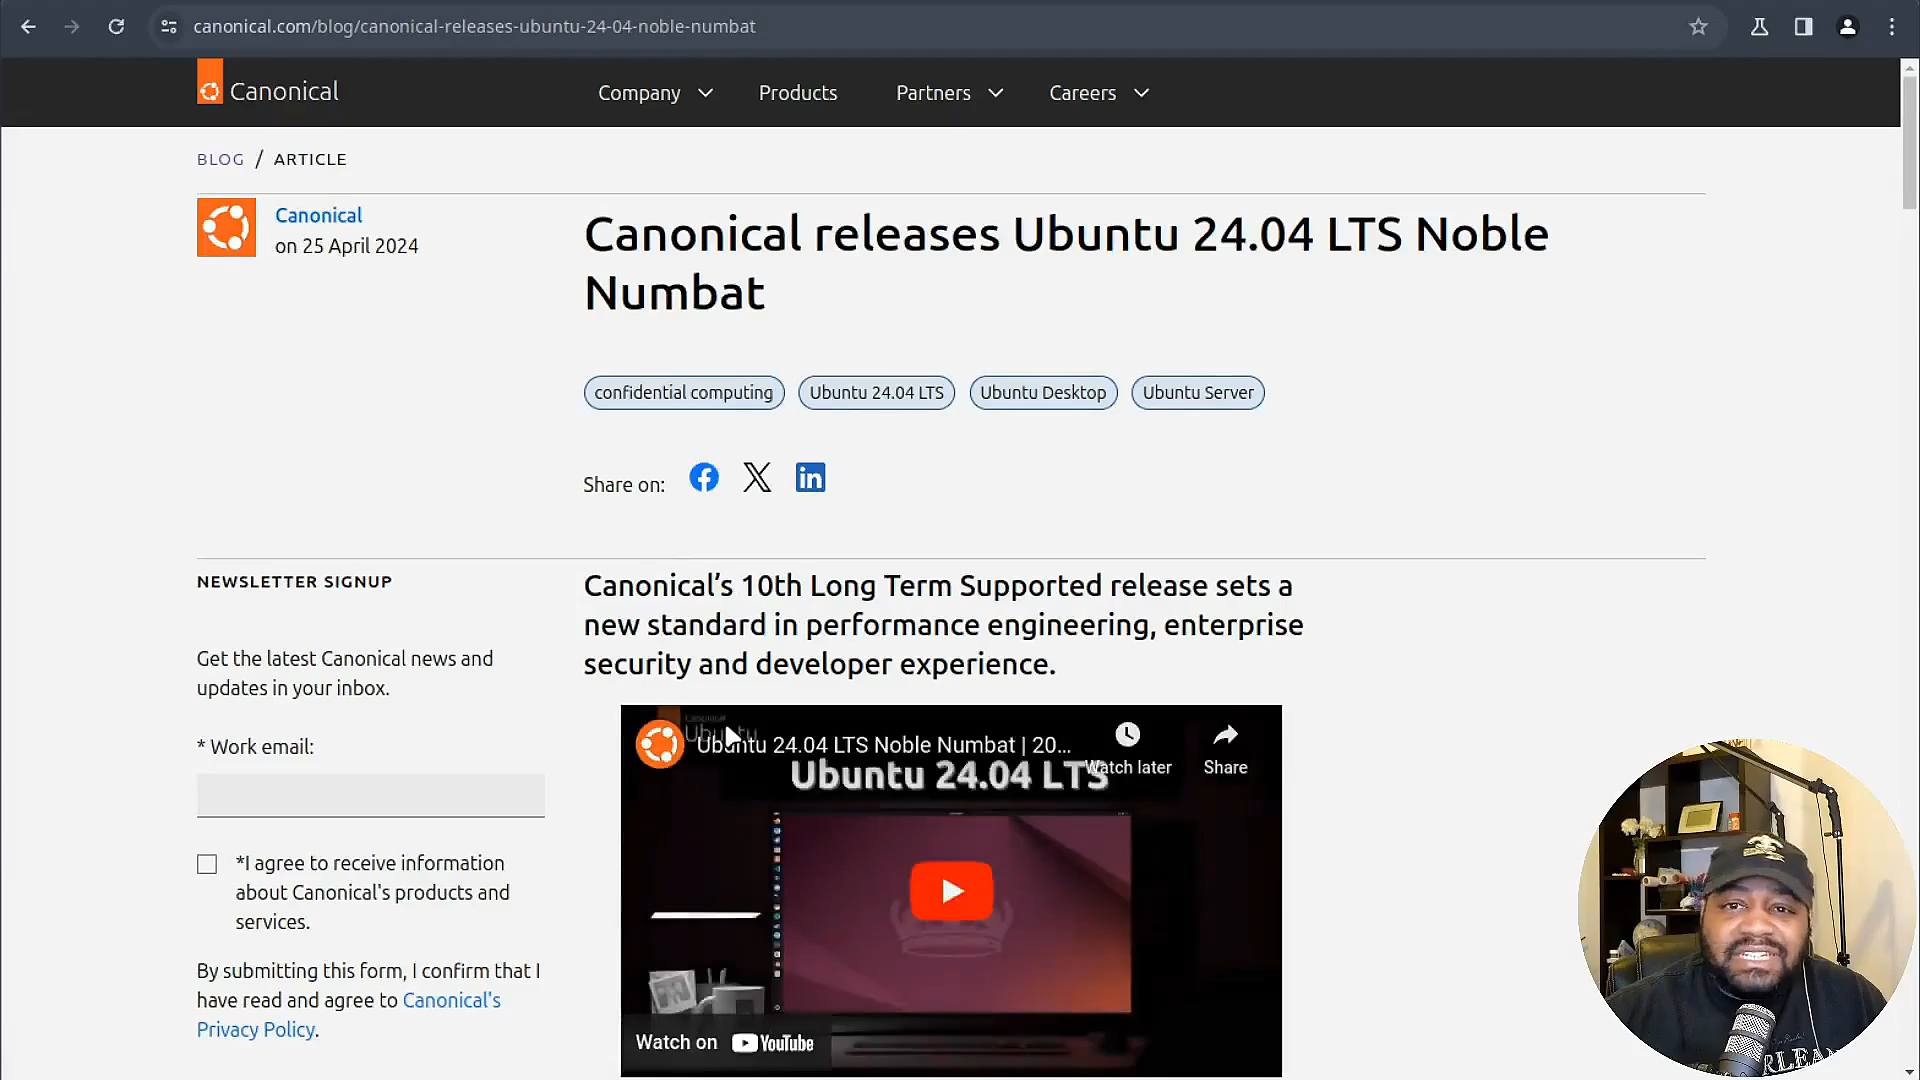 canonical.com/blog/canonical-releases-ubuntu-24-04-noble-numbat
Canonical
Company
Products
Partners
Careers
BLOG / ARTICLE
Canonical
on 25 April 2024
Canonical releases Ubuntu 24.04 LTS Noble
Numbat
confidential computing
Ubuntu 24.04 LTS
Ubuntu Desktop
Ubuntu Server
Share on:
NEWSLETTER SIGNUP
Get the latest Canonical news and
updates in your inbox.
* Work email:
*I agree to receive information
about Canonical's products and
services.
By submitting this form, I confirm that I
have read and agree to Canonical's
Privacy Policy.
Canonical’s 10th Long Term Supported release sets a
new standard in performance engineering, enterprise
security and developer experience.
Canonical
Ubuntu
Ubuntu 24.04 LTS Noble Numbat | 20...
Watch later
Share
Ubuntu 24.04 LTS
Watch on YouTube